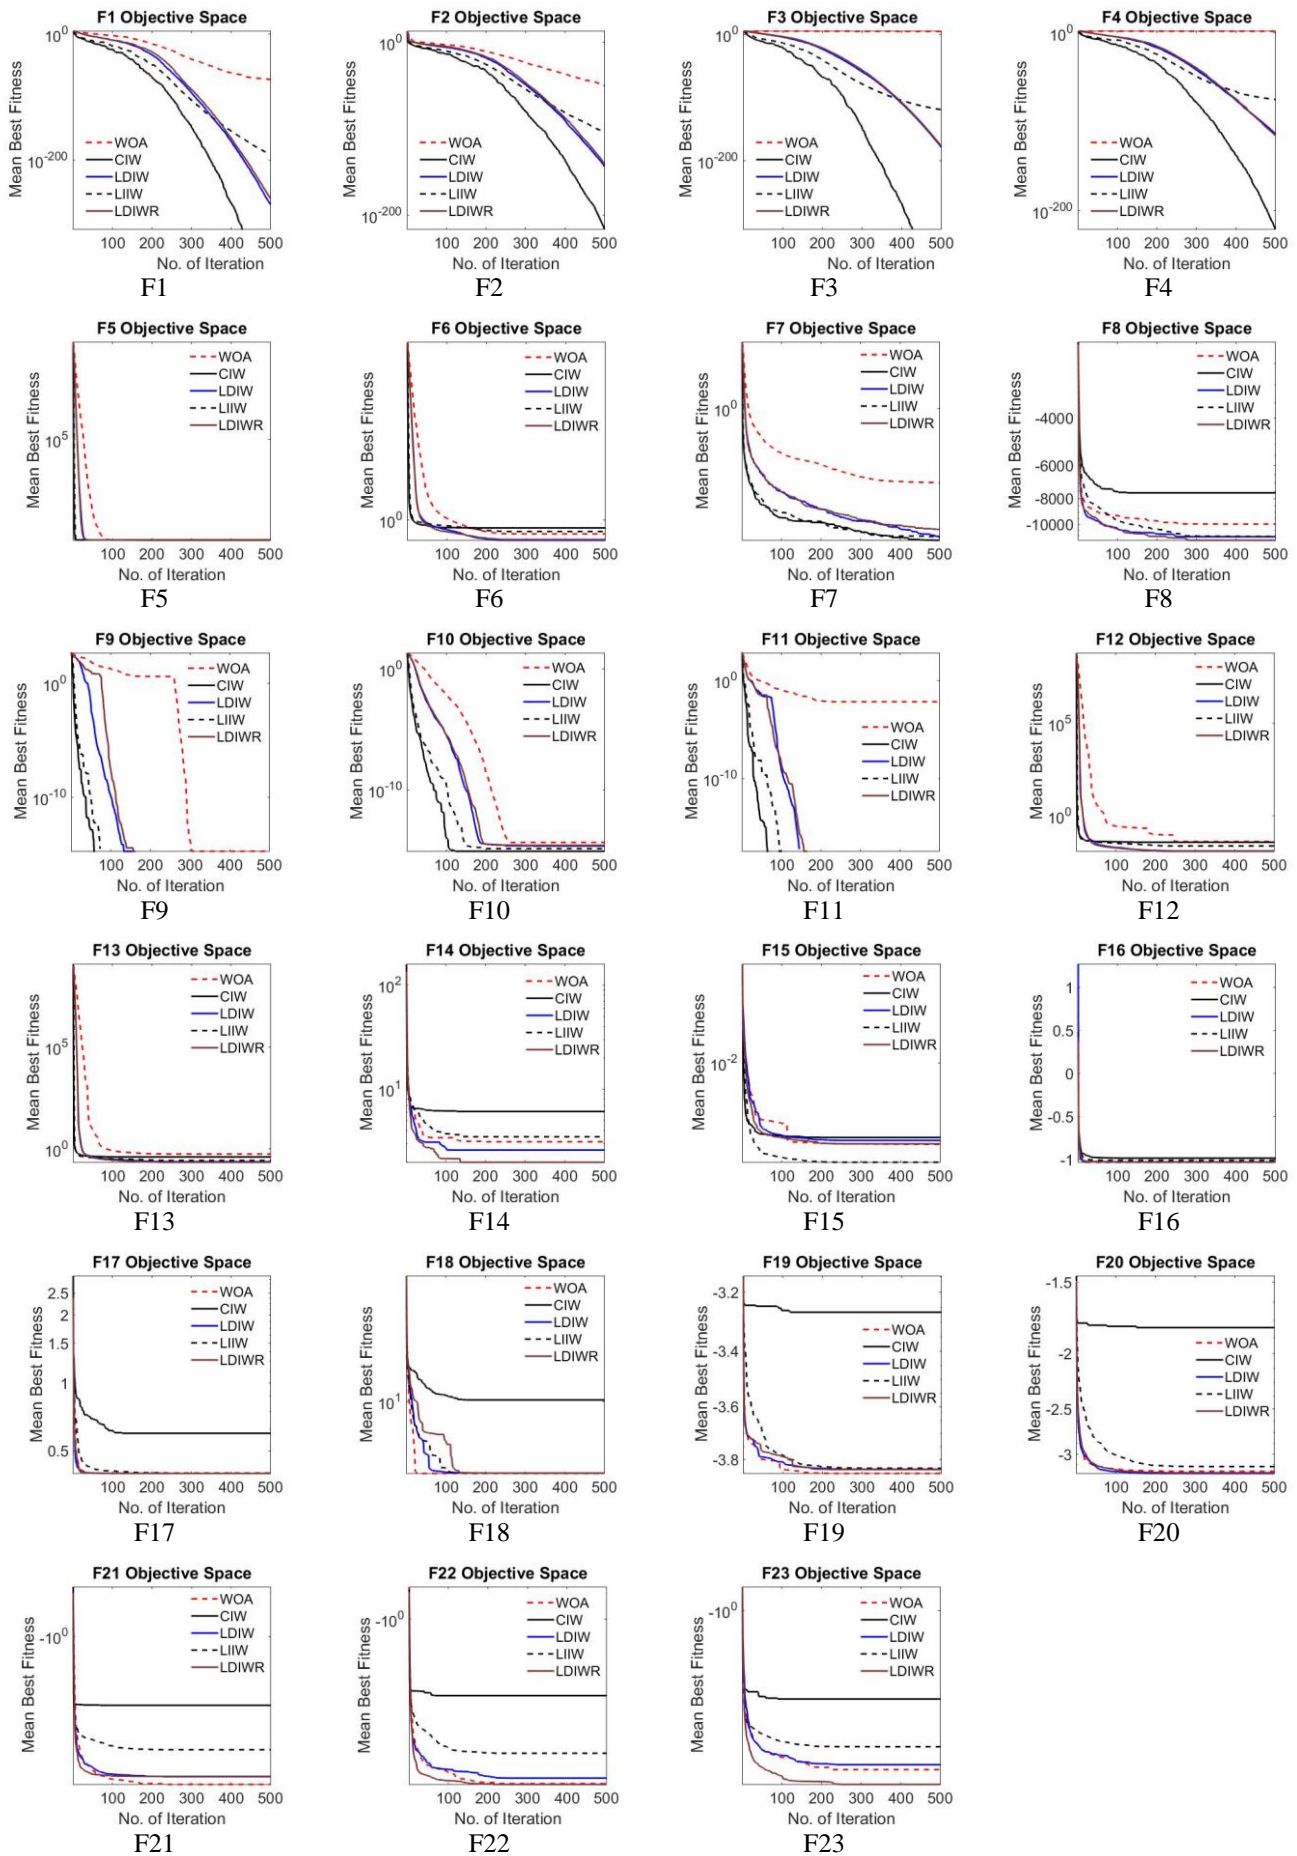 F1 Objective Space
Mean Best Fitness
10^0
10^-200
WOA
CIW
LDIW
LIIW
LDIWR
100 200 300 400 500
No. of Iteration
F1
F2 Objective Space
Mean Best Fitness
10^0
10^-200
WOA
CIW
LDIW
LIIW
LDIWR
100 200 300 400 500
No. of Iteration
F2
F3 Objective Space
Mean Best Fitness
10^0
10^-200
WOA
CIW
LDIW
LIIW
LDIWR
100 200 300 400 500
No. of Iteration
F3
F4 Objective Space
Mean Best Fitness
10^0
10^-200
WOA
CIW
LDIW
LIIW
LDIWR
100 200 300 400 500
No. of Iteration
F4
F5 Objective Space
Mean Best Fitness
10^5
WOA
CIW
LDIW
LIIW
LDIWR
100 200 300 400 500
No. of Iteration
F5
F6 Objective Space
Mean Best Fitness
10^0
WOA
CIW
LDIW
LIIW
LDIWR
100 200 300 400 500
No. of Iteration
F6
F7 Objective Space
Mean Best Fitness
10^0
WOA
CIW
LDIW
LIIW
LDIWR
100 200 300 400 500
No. of Iteration
F7
F8 Objective Space
Mean Best Fitness
-4000
-6000
-8000
-10000
WOA
CIW
LDIW
LIIW
LDIWR
100 200 300 400 500
No. of Iteration
F8
F9 Objective Space
Mean Best Fitness
10^0
10^-10
WOA
CIW
LDIW
LIIW
LDIWR
100 200 300 400 500
No. of Iteration
F9
F10 Objective Space
Mean Best Fitness
10^0
10^-10
WOA
CIW
LDIW
LIIW
LDIWR
100 200 300 400 500
No. of Iteration
F10
F11 Objective Space
Mean Best Fitness
10^0
10^-10
WOA
CIW
LDIW
LIIW
LDIWR
100 200 300 400 500
No. of Iteration
F11
F12 Objective Space
Mean Best Fitness
10^5
10^0
WOA
CIW
LDIW
LIIW
LDIWR
100 200 300 400 500
No. of Iteration
F12
F13 Objective Space
Mean Best Fitness
10^5
10^0
WOA
CIW
LDIW
LIIW
LDIWR
100 200 300 400 500
No. of Iteration
F13
F14 Objective Space
Mean Best Fitness
10^2
10^1
WOA
CIW
LDIW
LIIW
LDIWR
100 200 300 400 500
No. of Iteration
F14
F15 Objective Space
Mean Best Fitness
10^-2
WOA
CIW
LDIW
LIIW
LDIWR
100 200 300 400 500
No. of Iteration
F15
F16 Objective Space
Mean Best Fitness
1
0.5
0
-0.5
-1
WOA
CIW
LDIW
LIIW
LDIWR
100 200 300 400 500
No. of Iteration
F16
F17 Objective Space
Mean Best Fitness
2.5
2
1.5
1
0.5
WOA
CIW
LDIW
LIIW
LDIWR
100 200 300 400 500
No. of Iteration
F17
F18 Objective Space
Mean Best Fitness
10^1
WOA
CIW
LDIW
LIIW
LDIWR
100 200 300 400 500
No. of Iteration
F18
F19 Objective Space
Mean Best Fitness
-3.2
-3.4
-3.6
-3.8
WOA
CIW
LDIW
LIIW
LDIWR
100 200 300 400 500
No. of Iteration
F19
F20 Objective Space
Mean Best Fitness
-1.5
-2
-2.5
-3
WOA
CIW
LDIW
LIIW
LDIWR
100 200 300 400 500
No. of Iteration
F20
F21 Objective Space
Mean Best Fitness
-10^0
WOA
CIW
LDIW
LIIW
LDIWR
100 200 300 400 500
No. of Iteration
F21
F22 Objective Space
Mean Best Fitness
-10^0
WOA
CIW
LDIW
LIIW
LDIWR
100 200 300 400 500
No. of Iteration
F22
F23 Objective Space
Mean Best Fitness
-10^0
WOA
CIW
LDIW
LIIW
LDIWR
100 200 300 400 500
No. of Iteration
F23